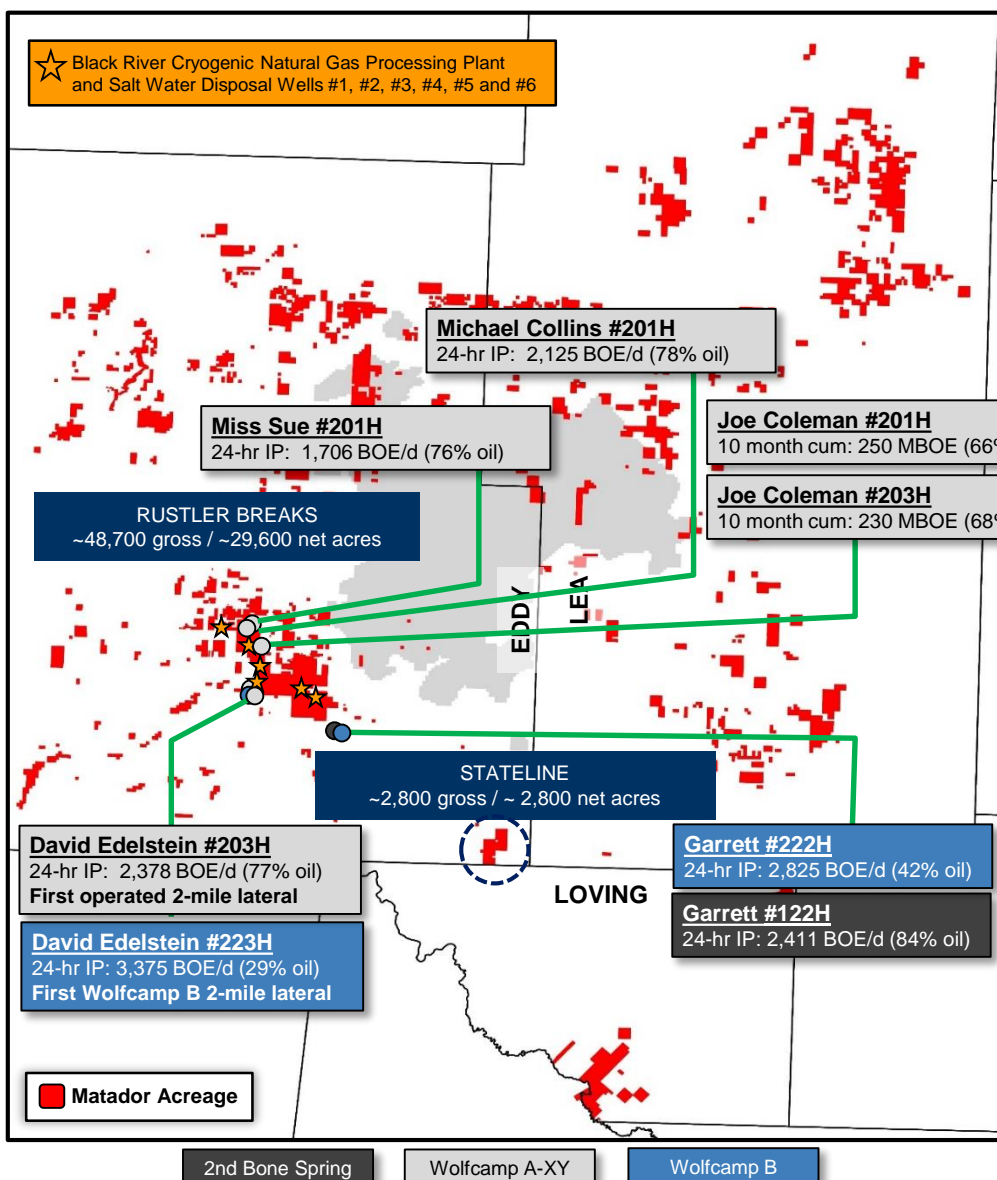 Black River Cryogenic Natural Gas Processing Plant
and Salt Water Disposal Wells #1, #2, #3, #4, #5 and #6
Michael Collins #201H
24-hr IP: 2,125 BOE/d (78% oil)
Miss Sue #201H
24-hr IP: 1,706 BOE/d (76% oil)
Joe Coleman #201H
10 month cum: 250 MBOE (66%
Joe Coleman #203H
10 month cum: 230 MBOE (68%
RUSTLER BREAKS
~48,700 gross / ~29,600 net acres
EDDY
LEA
STATELINE
~2,800 gross / ~ 2,800 net acres
David Edelstein #203H
24-hr IP: 2,378 BOE/d (77% oil)
First operated 2-mile lateral
David Edelstein #223H
24-hr IP: 3,375 BOE/d (29% oil)
First Wolfcamp B 2-mile lateral
LOVING
Garrett #222H
24-hr IP: 2,825 BOE/d (42% oil)
Garrett #122H
24-hr IP: 2,411 BOE/d (84% oil)
Matador Acreage
2nd Bone Spring
Wolfcamp A-XY
Wolfcamp B